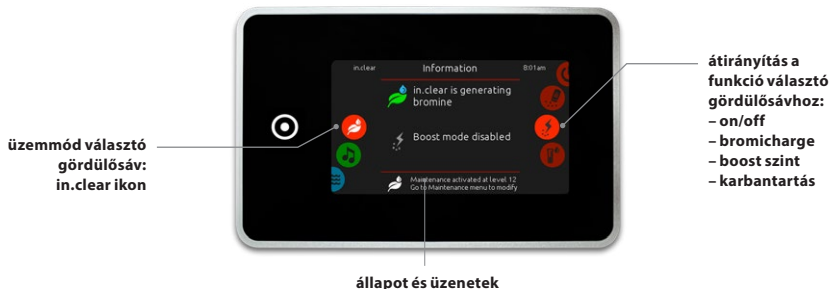 in.clear Information 8:01am
in.clear is generating
bromine
Boost mode disabled
Maintenance activated at level 12
Go to Maintenance menu to modify
üzemmód választó
gördülősáv:
in.clear ikon
átirányítás a
funkció választó
gördülősávhoz:
– on/off
– bromicharge
– boost szint
– karbantartás
állapot és üzenetek